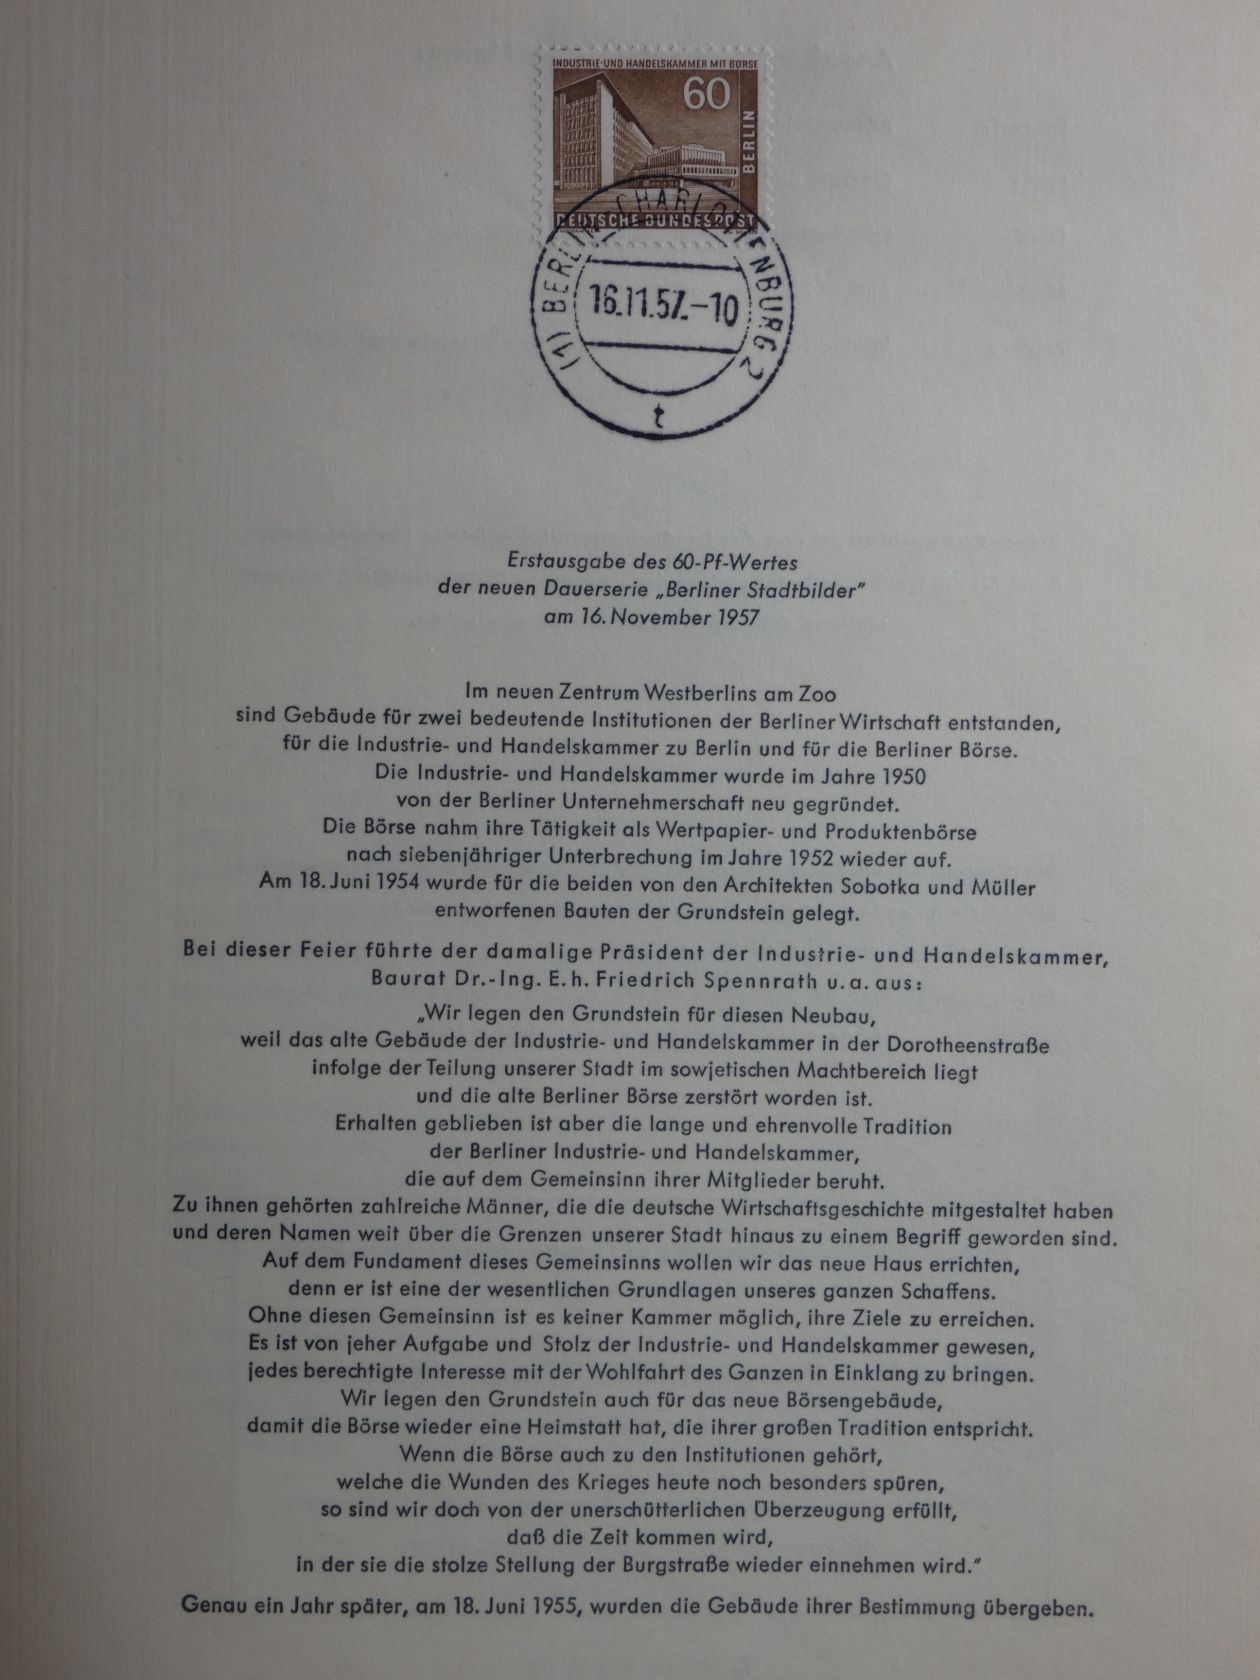 INDUSTRIE-UND HANDELSKAMMER MIT BÖRSE
60
BERLIN
DEUTSCHE BUNDESPOST
(1) BERLIN-CHARLOTTENBURG 2
16.11.57.-10
t
Erstausgabe des 60-Pf-Wertes
der neuen Dauerserie „Berliner Stadtbilder"
am 16. November 1957
Im neuen Zentrum Westberlins am Zoo
sind Gebäude für zwei bedeutende Institutionen der Berliner Wirtschaft entstanden,
für die Industrie- und Handelskammer zu Berlin und für die Berliner Börse.
Die Industrie- und Handelskammer wurde im Jahre 1950
von der Berliner Unternehmerschaft neu gegründet.
Die Börse nahm ihre Tätigkeit als Wertpapier- und Produktenbörse
nach siebenjähriger Unterbrechung im Jahre 1952 wieder auf.
Am 18. Juni 1954 wurde für die beiden von den Architekten Sobotka und Müller
entworfenen Bauten der Grundstein gelegt.
Bei dieser Feier führte der damalige Präsident der Industrie- und Handelskammer,
Baurat Dr.-Ing. E. h. Friedrich Spennrath u. a. aus:
„Wir legen den Grundstein für diesen Neubau,
weil das alte Gebäude der Industrie- und Handelskammer in der Dorotheenstraße
infolge der Teilung unserer Stadt im sowjetischen Machtbereich liegt
und die alte Berliner Börse zerstört worden ist.
Erhalten geblieben ist aber die lange und ehrenvolle Tradition
der Berliner Industrie- und Handelskammer,
die auf dem Gemeinsinn ihrer Mitglieder beruht.
Zu ihnen gehörten zahlreiche Männer, die die deutsche Wirtschaftsgeschichte mitgestaltet haben
und deren Namen weit über die Grenzen unserer Stadt hinaus zu einem Begriff geworden sind.
Auf dem Fundament dieses Gemeinsinns wollen wir das neue Haus errichten,
denn er ist eine der wesentlichen Grundlagen unseres ganzen Schaffens.
Ohne diesen Gemeinsinn ist es keiner Kammer möglich, ihre Ziele zu erreichen.
Es ist von jeher Aufgabe und Stolz der Industrie- und Handelskammer gewesen,
jedes berechtigte Interesse mit der Wohlfahrt des Ganzen in Einklang zu bringen.
Wir legen den Grundstein auch für das neue Börsengebäude,
damit die Börse wieder eine Heimstatt hat, die ihrer großen Tradition entspricht.
Wenn die Börse auch zu den Institutionen gehört,
welche die Wunden des Krieges heute noch besonders spüren,
so sind wir doch von der unerschütterlichen Überzeugung erfüllt,
daß die Zeit kommen wird,
in der sie die stolze Stellung der Burgstraße wieder einnehmen wird."
Genau ein Jahr später, am 18. Juni 1955, wurden die Gebäude ihrer Bestimmung übergeben.